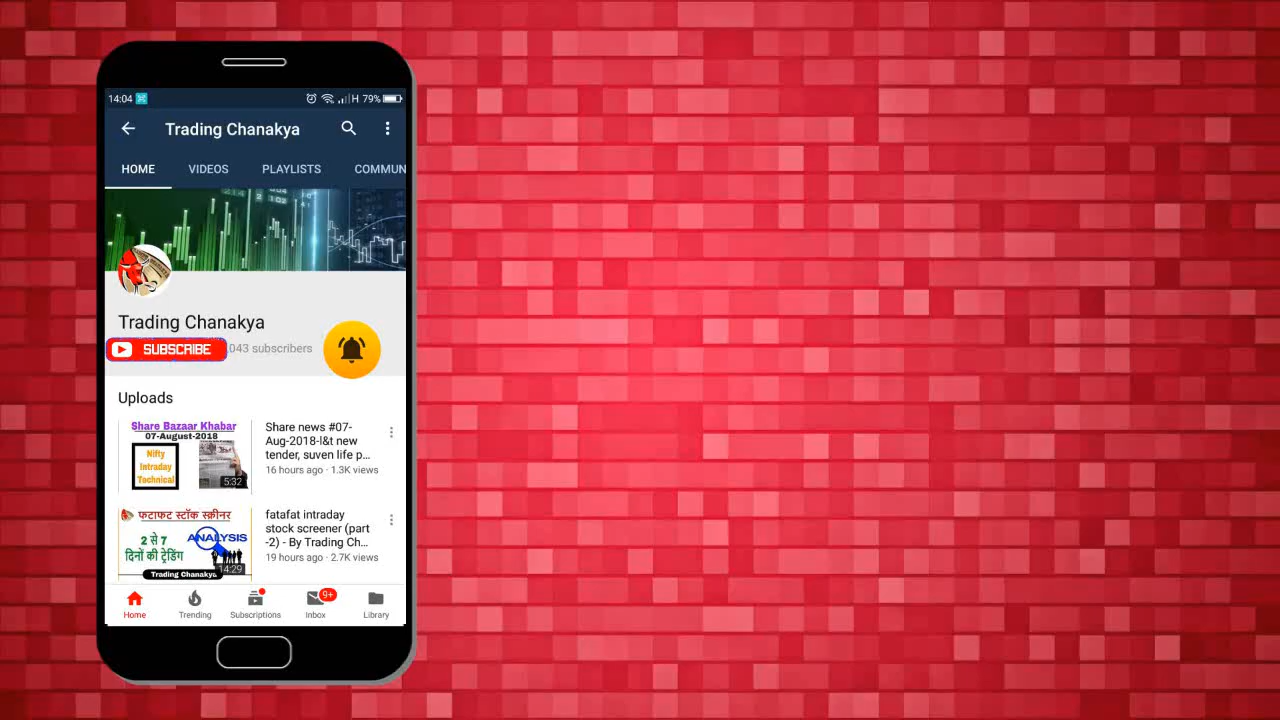 14:04 H 79%
Trading Chanakya
HOME VIDEOS PLAYLISTS COMMUN
Trading Chanakya
SUBSCRIBE 043 subscribers
Uploads
Share Bazaar Khabar
07-August-2018
Nifty
Intraday
Technical
5:32
Share news #07-
Aug-2018-l&t new
tender, suven life p...
16 hours ago · 1.3K views
फटाफट स्टॉक स्क्रीनर
2 से 7
दिनों की ट्रेडिंग
ANALYSIS
14:29
Trading Chanakya
fatafat intraday
stock screener (part
-2) - By Trading Ch...
19 hours ago · 2.7K views
9+
Home Trending Subscriptions Inbox Library